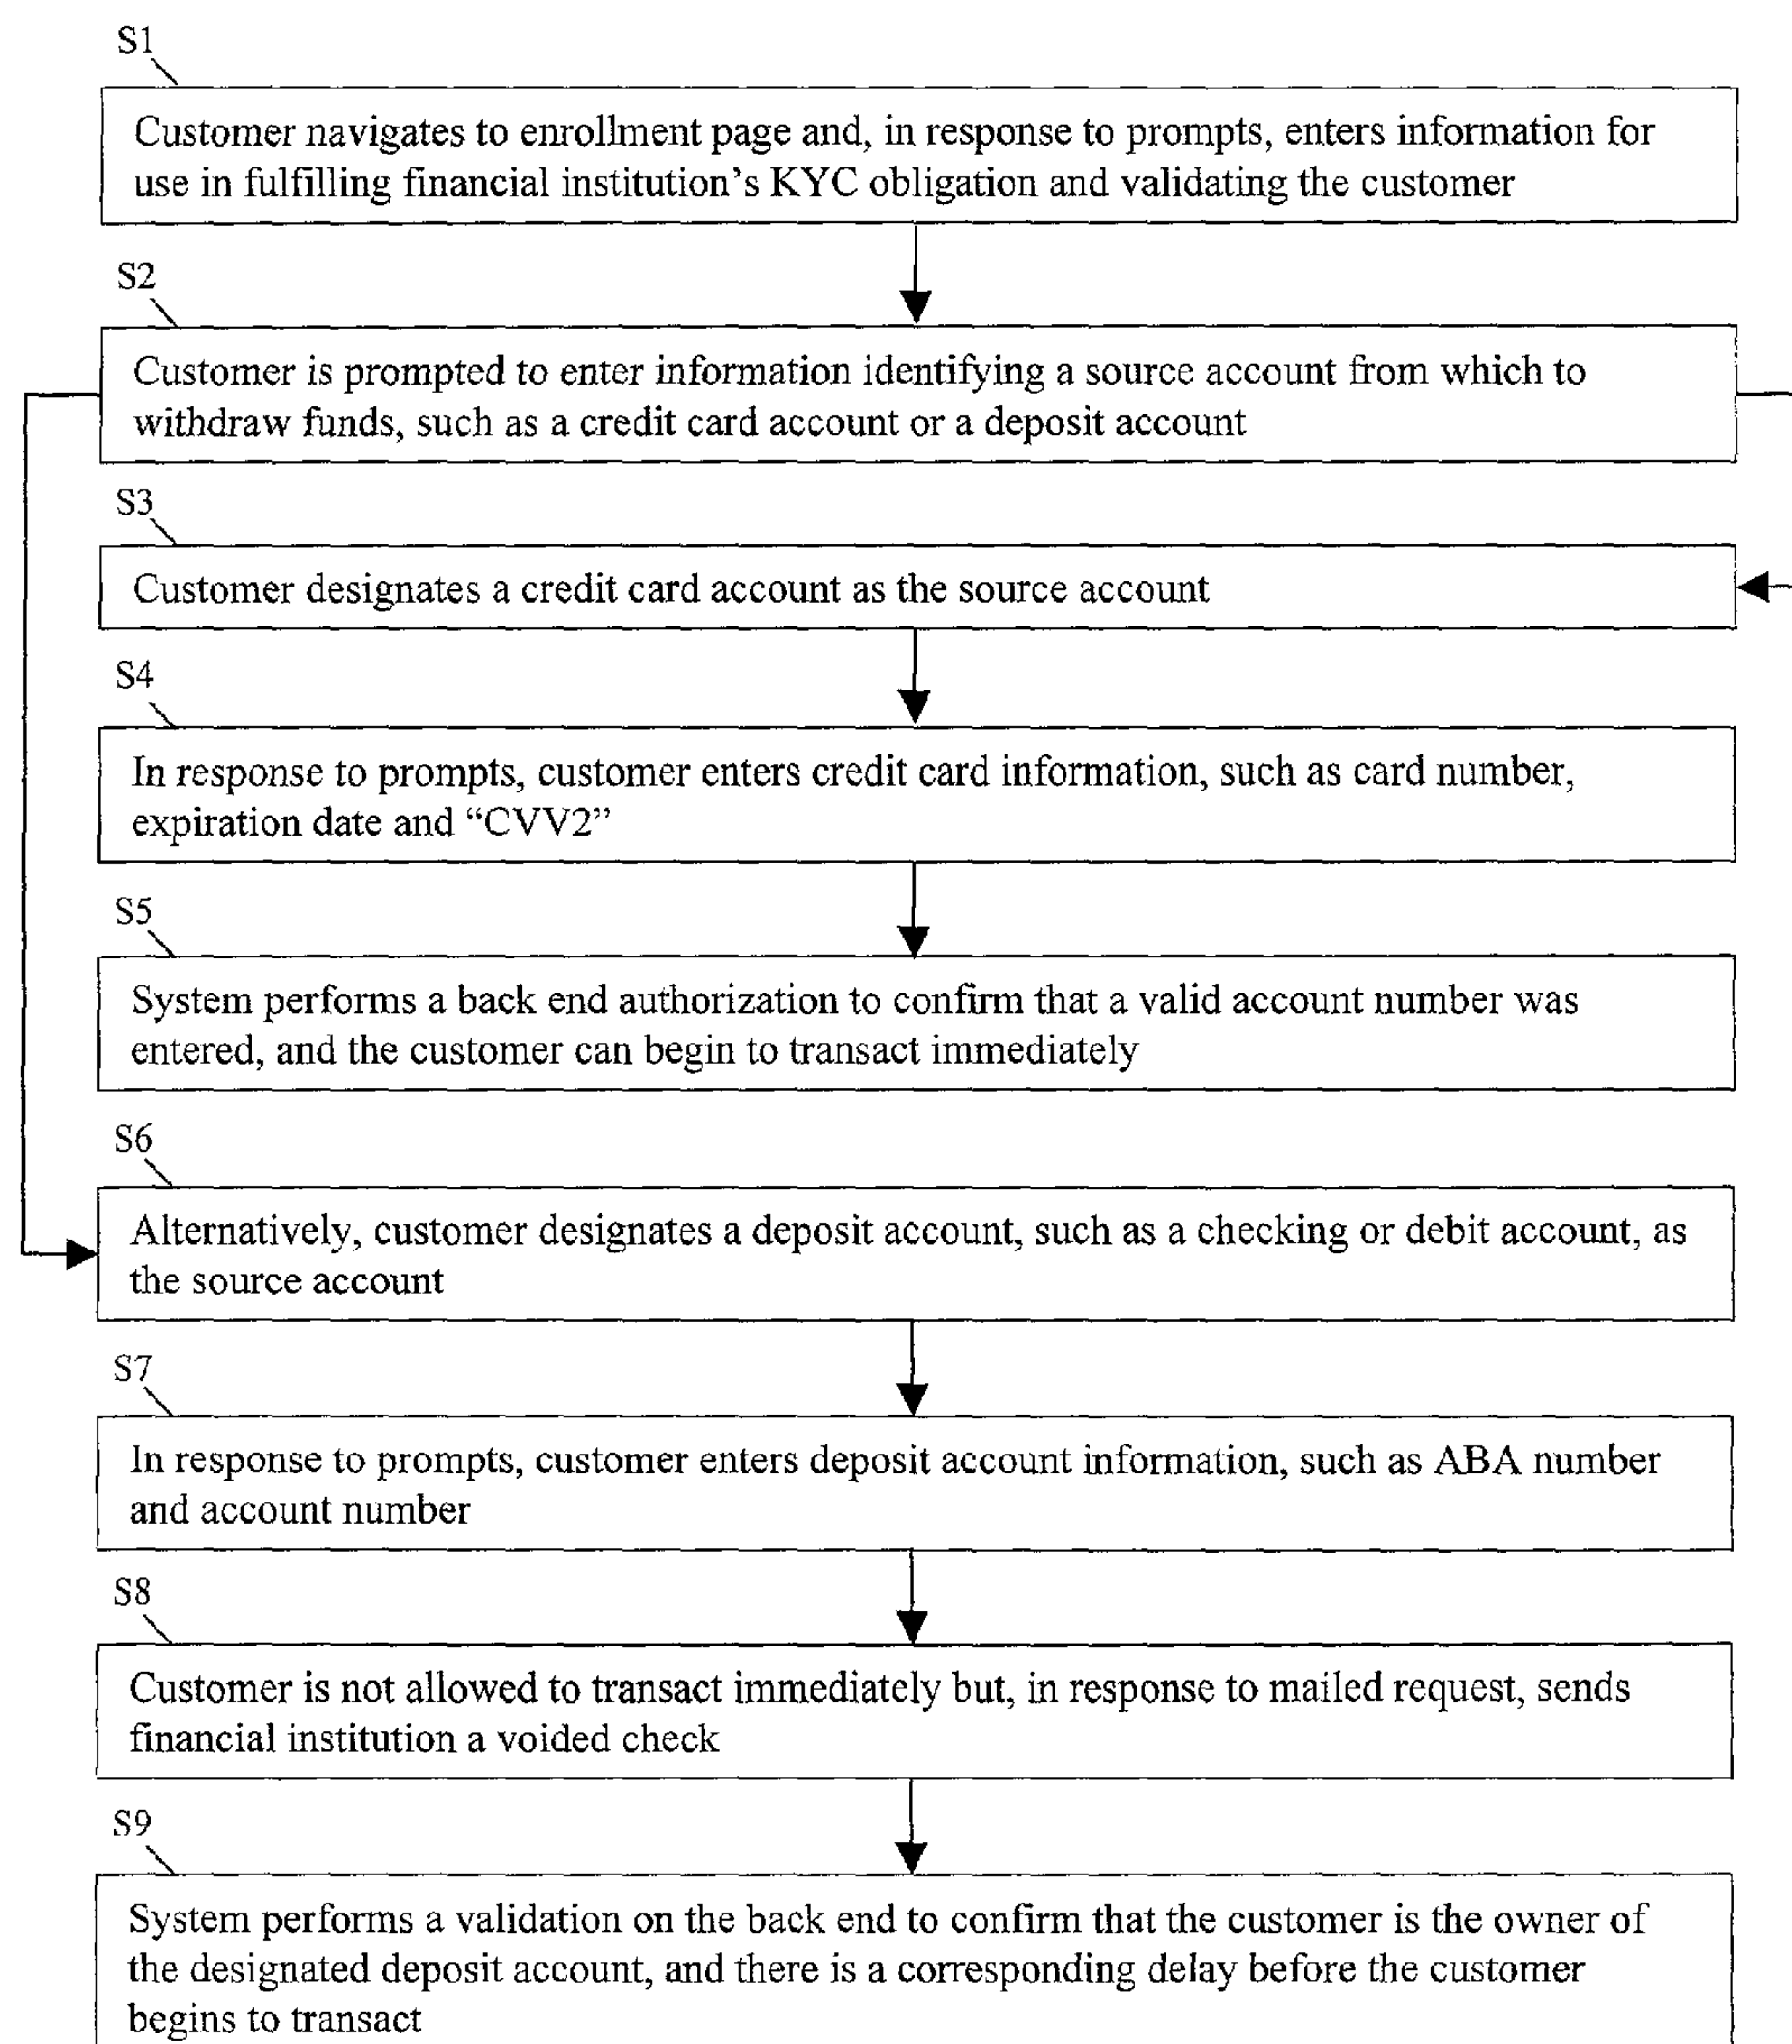 S1
Customer navigates to enrollment page and, in response to prompts, enters information for
use in fulfilling financial institution’s KYC obligation and validating the customer
S2
Customer is prompted to enter information identifying a source account from which to
withdraw funds, such as a credit card account or a deposit account
S3
Customer designates a credit card account as the source account
S4
In response to prompts, customer enters credit card information, such as card number,
expiration date and “CVV2”
S5
System performs a back end authorization to confirm that a valid account number was
entered, and the customer can begin to transact immediately
S6
Alternatively, customer designates a deposit account, such as a checking or debit account, as
the source account
S7
In response to prompts, customer enters deposit account information, such as ABA number
and account number
S8
Customer is not allowed to transact immediately but, in response to mailed request, sends
financial institution a voided check
S9
System performs a validation on the back end to confirm that the customer is the owner of
the designated deposit account, and there is a corresponding delay before the customer
begins to transact